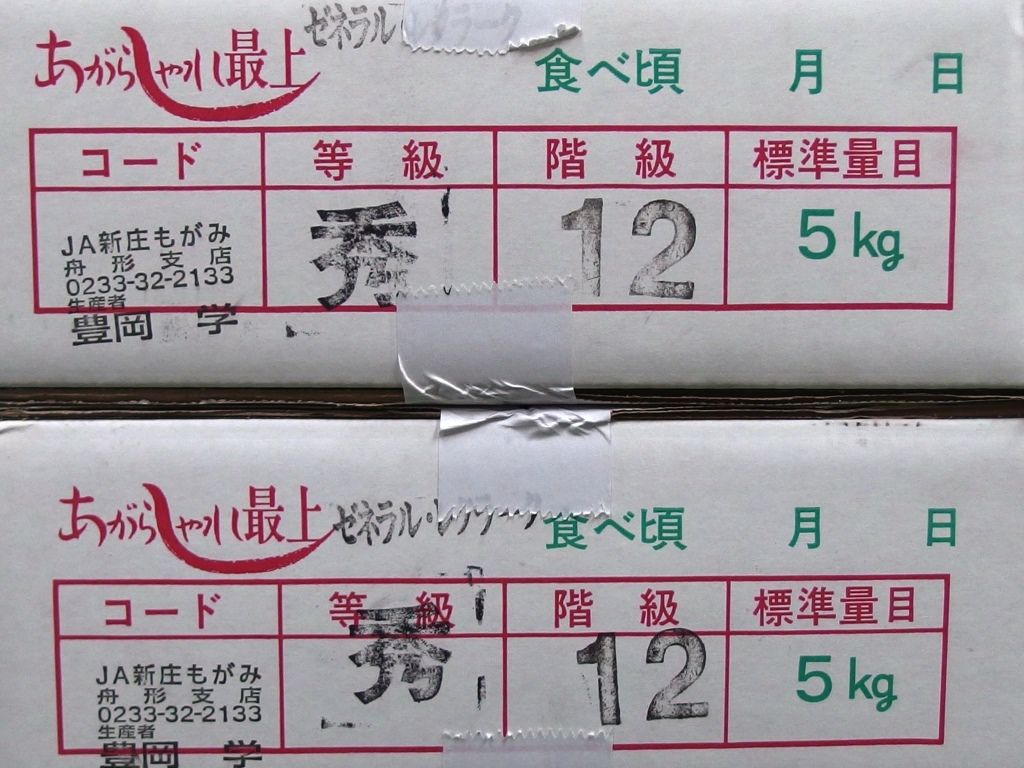 あがらしゃれ最上 ゼネラル・レクラーク
食べ頃 月 日
コード 等級 階級 標準量目
JA新庄もがみ
舟形支店
0233-32-2133
生産者
豊岡 学
秀 12 5kg
あがらしゃれ最上 ゼネラル・レクラーク
食べ頃 月 日
コード 等級 階級 標準量目
JA新庄もがみ
舟形支店
0233-32-2133
生産者
豊岡 学
秀 12 5kg